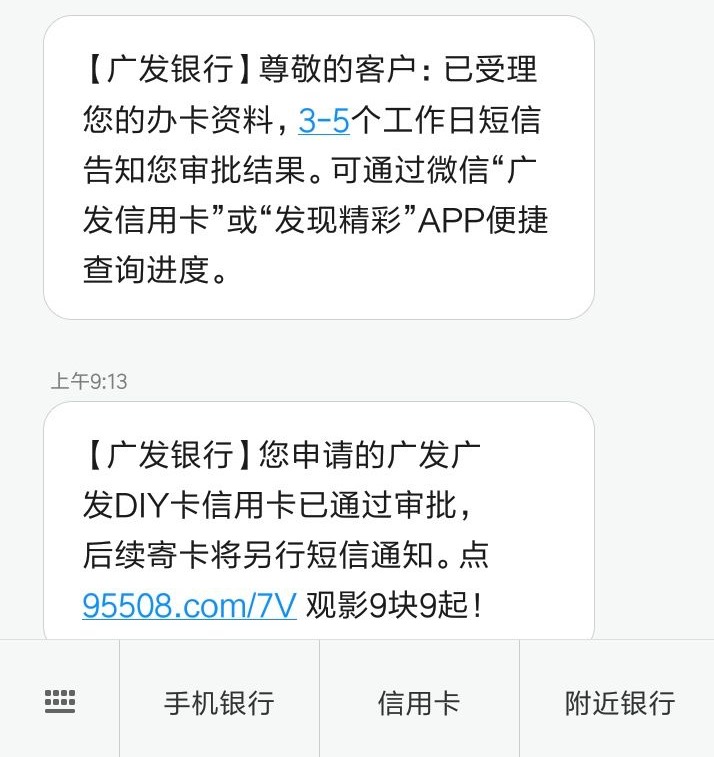 【广发银行】尊敬的客户：已受理
您的办卡资料，3-5个工作日短信
告知您审批结果。可通过微信“广
发信用卡”或“发现精彩”APP便捷
查询进度。
上午9:13
【广发银行】您申请的广发广
发DIY卡信用卡已通过审批，
后续寄卡将另行短信通知。点
95508.com/7V 观影9块9起！
手机银行
信用卡
附近银行